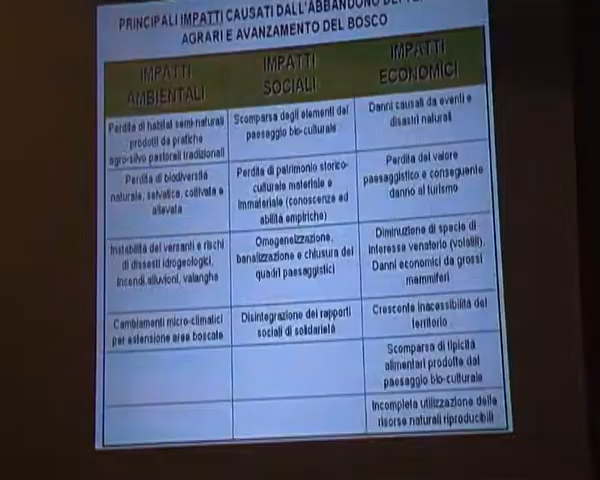 PRINCIPALI IMPATTI CAUSATI DALL'ABBANDONO
AGRARI E AVANZAMENTO DEL BOSCO
IMPATTI
AMBIENTALI
IMPATTI
SOCIALI
IMPATTI
ECONOMICI
Perdita di habitat semi-naturali
prodotti da pratiche
agro-silvo pastorali tradizionali
Scomparsa degli elementi del
paesaggio bio-culturale
Danni causati da eventi e
disastri naturali
Perdita di biodiversità
naturale, selvatica, coltivata e
allevata
Perdita di patrimonio storico-
culturale materiale e
immateriale (conoscenze ed
abilità empiriche)
Perdita del valore
paesaggistico e conseguente
danno al turismo
Instabilità dei versanti e rischi
di dissesti idrogeologici,
incendi, alluvioni, valanghe
Omogeneizzazione,
banalizzazione e chiusura dei
quadri paesaggistici
Diminuzione di specie di
interesse venatorio (volatili).
Danni economici da grossi
mammiferi
Cambiamenti micro-climatici
per estensione aree boscate
Disintegrazione dei rapporti
sociali di solidarietà
Crescente inacessibilità del
territorio
Scomparsa di tipicità
alimentari prodotte dal
paesaggio bio-culturale
Incompleta utilizzazione delle
risorse naturali riproducibili